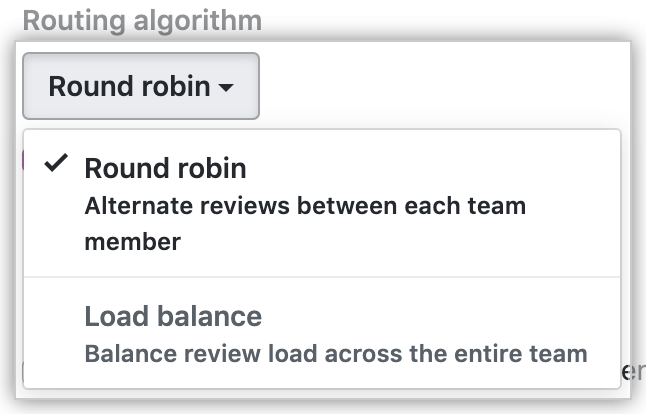 Routing algorithm
Round robin
Round robin
Alternate reviews between each team
member
Load balance
Balance review load across the entire team
er